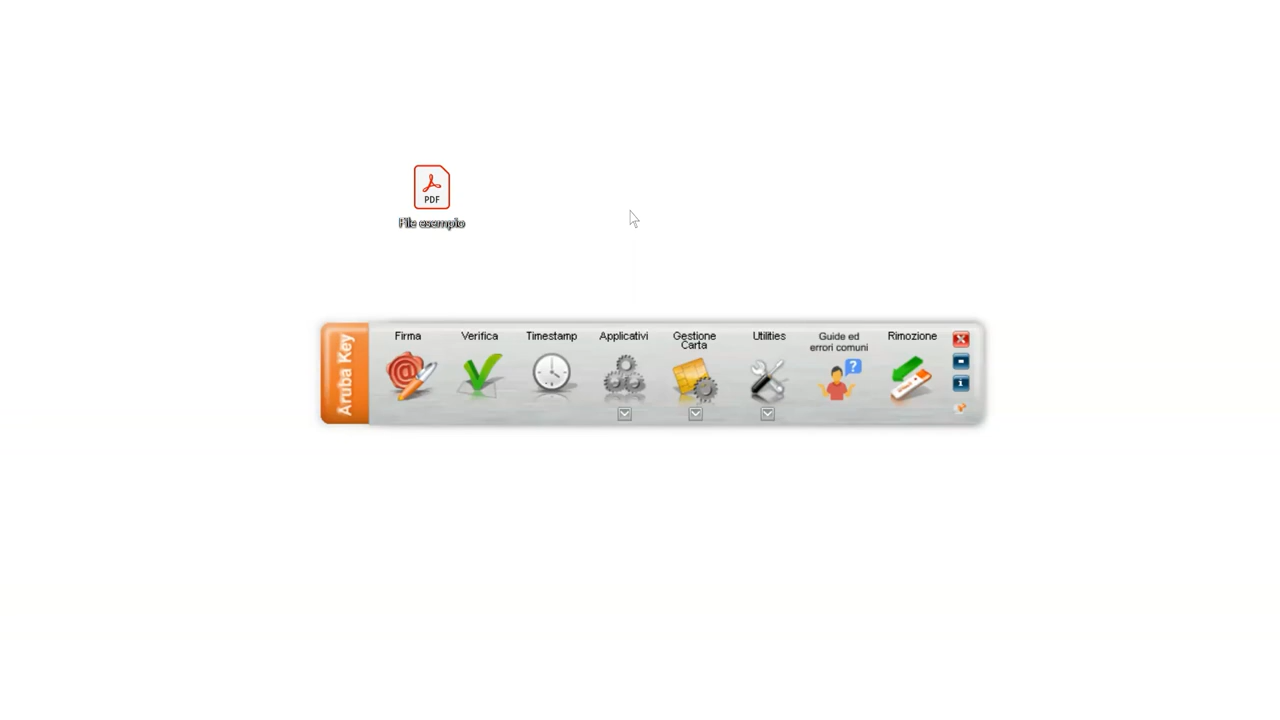 PDF
File esempio
Aruba Key
Firma
Verifica
Timestamp
Applicativi
Gestione
Carta
Utilities
Guide ed
errori comuni
Rimozione